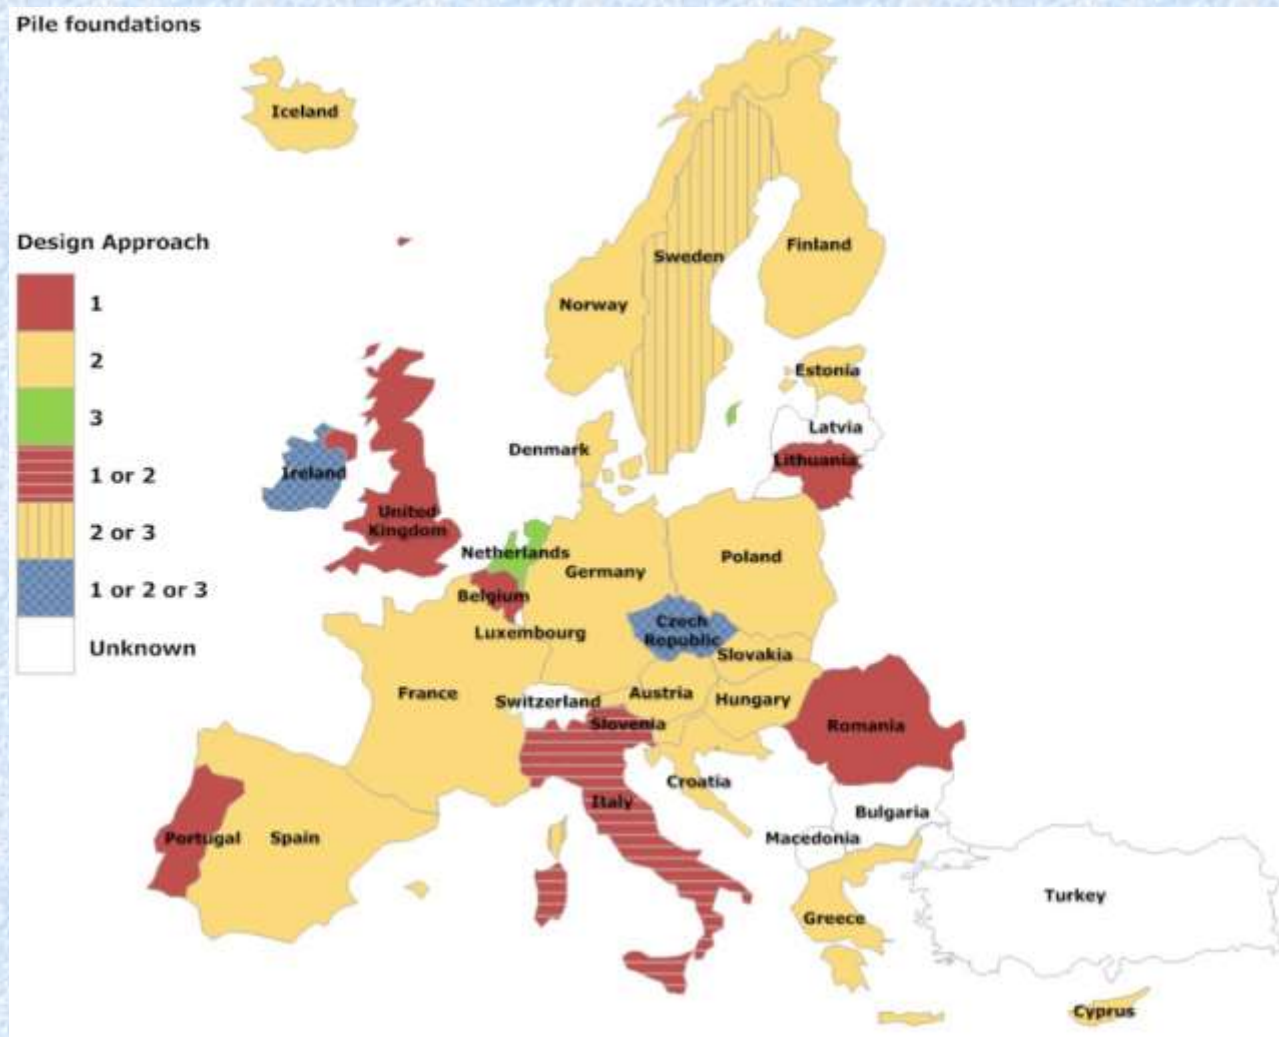 Pile foundations
Iceland
Design Approach
1
2
3
1 or 2
2 or 3
1 or 2 or 3
Unknown
Sweden
Finland
Norway
Estonia
Latvia
Denmark
Lithuania
Ireland
United
Kingdom
Netherlands
Germany
Poland
Belgium
Luxembourg
Czech
Republic
Slovakia
France
Switzerland
Austria
Hungary
Slovenia
Romania
Croatia
Italy
Bulgaria
Macedonia
Portugal
Spain
Turkey
Greece
Cyprus